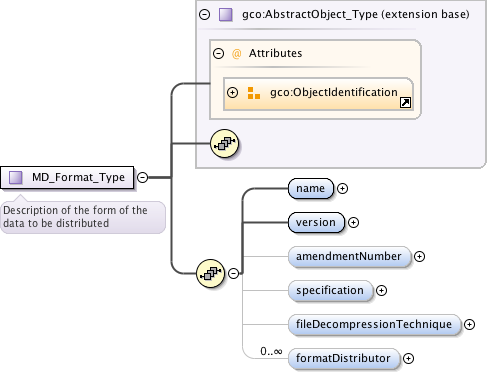 gco:AbstractObject_Type (extension base)
@ Attributes
gco:ObjectIdentification
MD_Format_Type
Description of the form of the
data to be distributed
name
version
amendmentNumber
specification
fileDecompressionTechnique
0..∞
formatDistributor